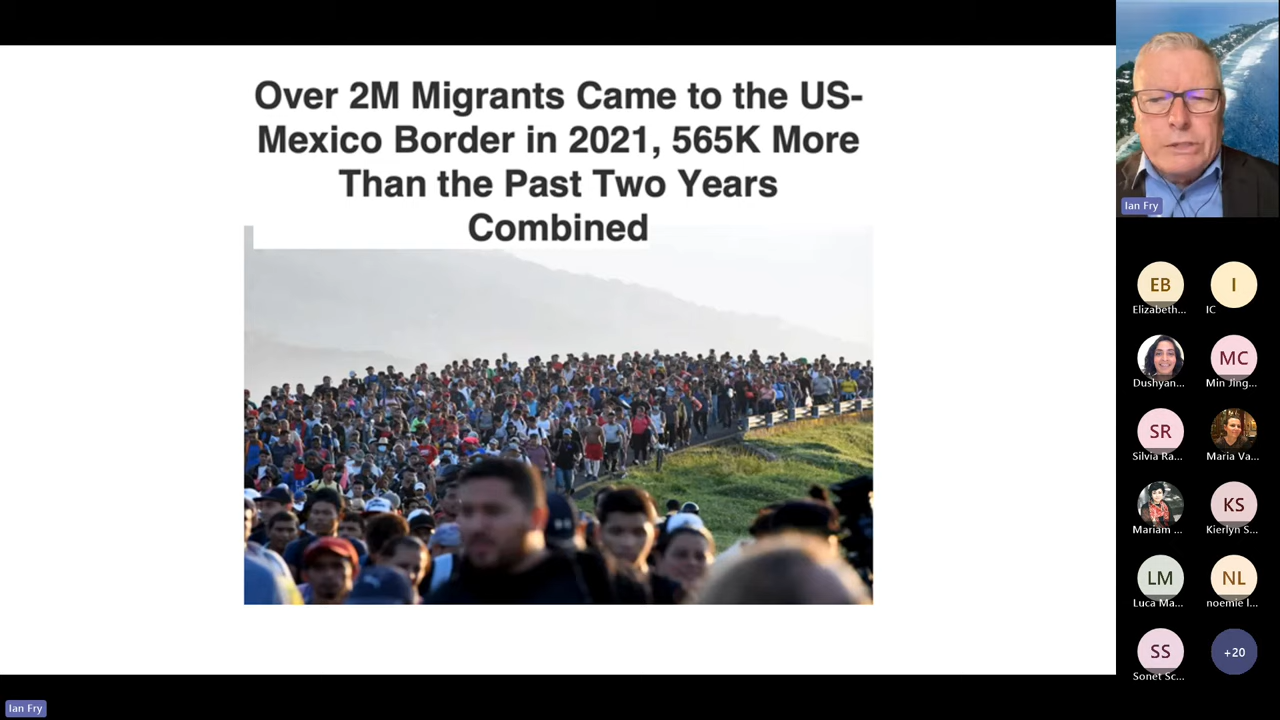 Over 2M Migrants Came to the US-
Mexico Border in 2021, 565K More
Than the Past Two Years
Combined
Ian Fry
EB
Elizabeth...
I
IC
Dushyan...
MC
Min Jing...
SR
Silvia Ra...
Maria Va...
Mariam ...
KS
Kierlyn S...
LM
Luca Ma...
NL
noemie l...
SS
Sonet Sc...
+20
Ian Fry